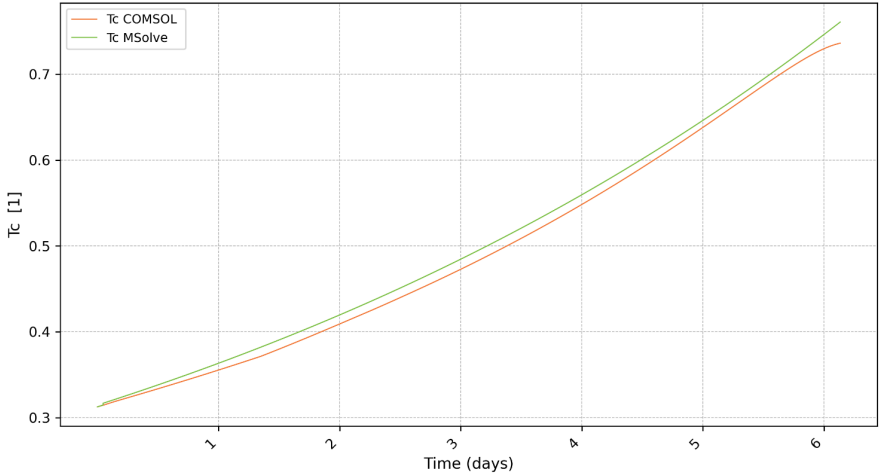 Tc COMSOL
Tc MSolve
0.7
0.6
0.5
0.4
0.3
Tc [1]
1 2 3 4 5 6
Time (days)